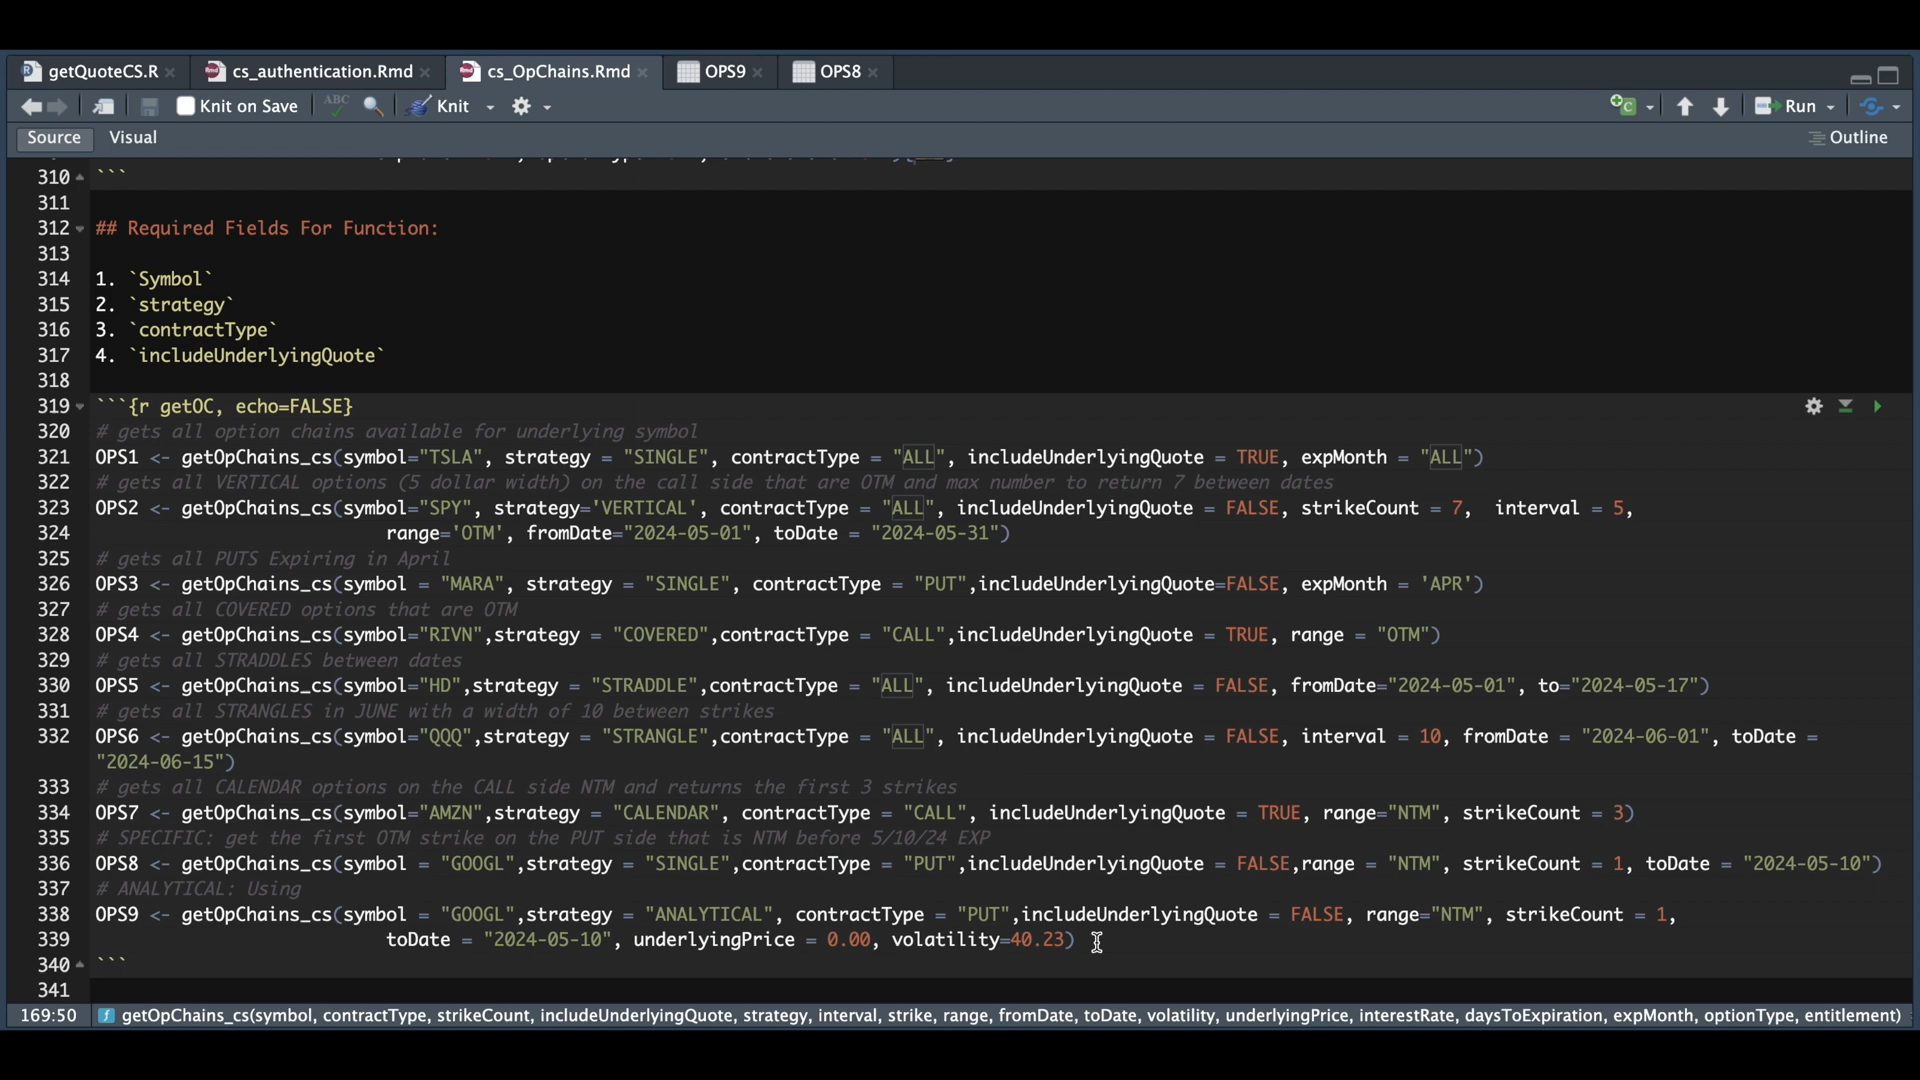 getQuoteCS.R
cs_authentication.Rmd
cs_OpChains.Rmd
OPS9
OPS8
Knit on Save
ABC
Knit
Run
Source
Visual
Outline
310 ```
311
312 ## Required Fields For Function:
313
314 1. `Symbol`
315 2. `strategy`
316 3. `contractType`
317 4. `includeUnderlyingQuote`
318
319 ```{r getOC, echo=FALSE}
320 # gets all option chains available for underlying symbol
321 OPS1 <- getOpChains_cs(symbol="TSLA", strategy = "SINGLE", contractType = "ALL", includeUnderlyingQuote = TRUE, expMonth = "ALL")
322 # gets all VERTICAL options (5 dollar width) on the call side that are OTM and max number to return 7 between dates
323 OPS2 <- getOpChains_cs(symbol="SPY", strategy='VERTICAL', contractType = "ALL", includeUnderlyingQuote = FALSE, strikeCount = 7,  interval = 5,
324 range='OTM', fromDate="2024-05-01", toDate = "2024-05-31")
325 # gets all PUTS Expiring in April
326 OPS3 <- getOpChains_cs(symbol = "MARA", strategy = "SINGLE", contractType = "PUT",includeUnderlyingQuote=FALSE, expMonth = 'APR')
327 # gets all COVERED options that are OTM
328 OPS4 <- getOpChains_cs(symbol="RIVN",strategy = "COVERED",contractType = "CALL",includeUnderlyingQuote = TRUE, range = "OTM")
329 # gets all STRADDLES between dates
330 OPS5 <- getOpChains_cs(symbol="HD",strategy = "STRADDLE",contractType = "ALL", includeUnderlyingQuote = FALSE, fromDate="2024-05-01", to="2024-05-17")
331 # gets all STRANGLES in JUNE with a width of 10 between strikes
332 OPS6 <- getOpChains_cs(symbol="QQQ",strategy = "STRANGLE",contractType = "ALL", includeUnderlyingQuote = FALSE, interval = 10, fromDate = "2024-06-01", toDate =
"2024-06-15")
333 # gets all CALENDAR options on the CALL side NTM and returns the first 3 strikes
334 OPS7 <- getOpChains_cs(symbol="AMZN",strategy = "CALENDAR", contractType = "CALL", includeUnderlyingQuote = TRUE, range="NTM", strikeCount = 3)
335 # SPECIFIC: get the first OTM strike on the PUT side that is NTM before 5/10/24 EXP
336 OPS8 <- getOpChains_cs(symbol = "GOOGL",strategy = "SINGLE",contractType = "PUT",includeUnderlyingQuote = FALSE,range = "NTM", strikeCount = 1, toDate = "2024-05-10")
337 # ANALYTICAL: Using
338 OPS9 <- getOpChains_cs(symbol = "GOOGL",strategy = "ANALYTICAL", contractType = "PUT",includeUnderlyingQuote = FALSE, range="NTM", strikeCount = 1,
339 toDate = "2024-05-10", underlyingPrice = 0.00, volatility=40.23)
340 ```
341
169:50 f getOpChains_cs(symbol, contractType, strikeCount, includeUnderlyingQuote, strategy, interval, strike, range, fromDate, toDate, volatility, underlyingPrice, interestRate, daysToExpiration, expMonth, optionType, entitlement)